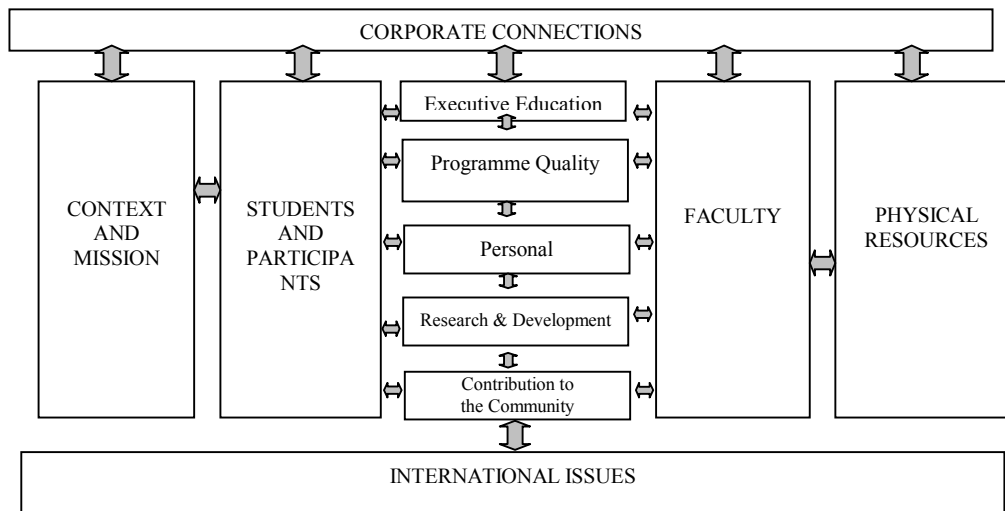 CORPORATE CONNECTIONS
CONTEXT
AND
MISSION
STUDENTS
AND
PARTICIPA
NTS
Executive Education
Programme Quality
Personal
Research & Development
Contribution to
the Community
FACULTY
PHYSICAL
RESOURCES
INTERNATIONAL ISSUES